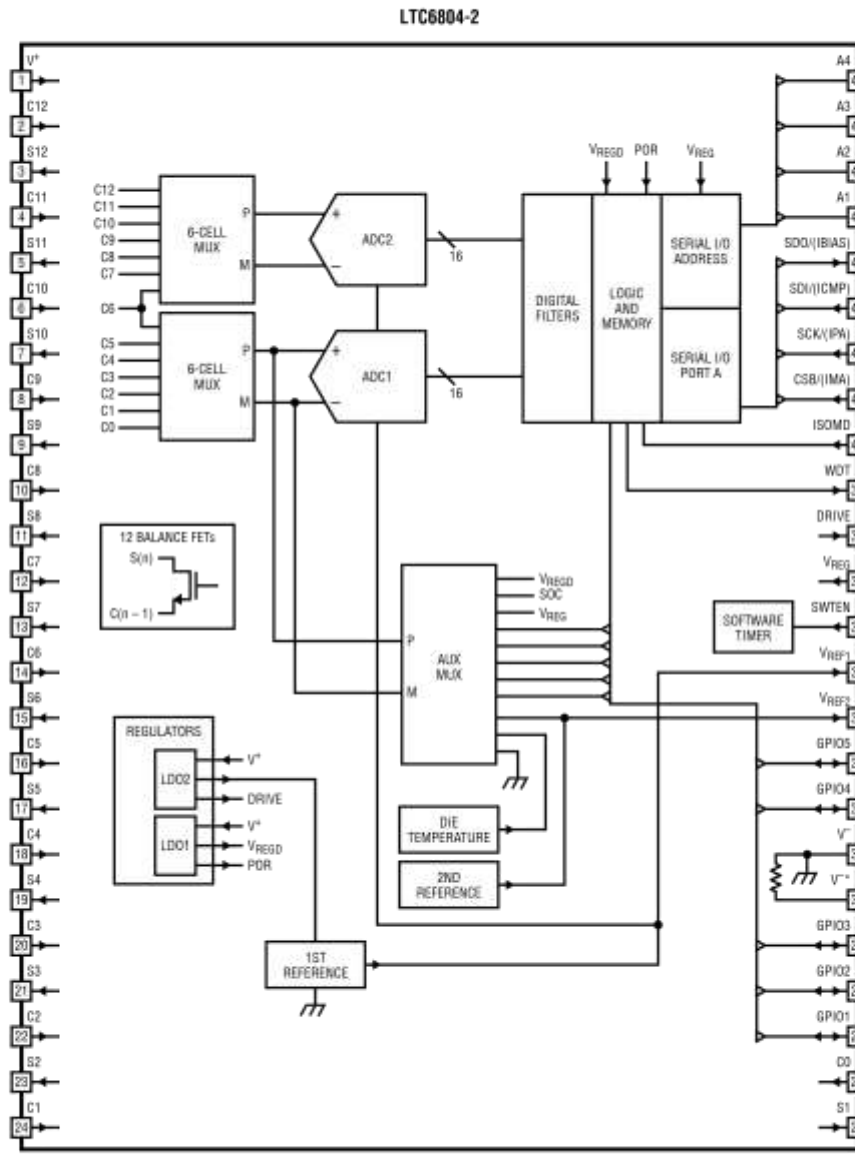 LTC6804-2
V+
1
C12
2
S12
3
C11
4
S11
5
C10
6
S10
7
C9
8
S9
9
C8
10
S8
11
C7
12
S7
13
C6
14
S6
15
C5
16
S5
17
C4
18
S4
19
C3
20
S3
21
C2
22
S2
23
C1
24
C12
C11
C10
C9
C8
C7
C6
C5
C4
C3
C2
C1
C0
6-CELL
MUX
P
M
6-CELL
MUX
P
M
+
ADC2
–
16
+
ADC1
–
16
VREGD POR VREG
DIGITAL
FILTERS
LOGIC
AND
MEMORY
SERIAL I/O
ADDRESS
SERIAL I/O
PORT A
12 BALANCE FETs
S(n)
C(n – 1)
P
M
AUX
MUX
VREGD
SOC
VREG
SOFTWARE
TIMER
REGULATORS
LDO2
V+
DRIVE
LDO1
V+
VREGD
POR
DIE
TEMPERATURE
2ND
REFERENCE
1ST
REFERENCE
A4
A3
A2
A1
SDO/(IBIAS)
SDI/(ICMP)
SCK/(IPA)
CSB/(IMA)
ISOMD
WDT
DRIVE
VREG
SWTEN
VREF1
VREF2
GPIO5
GPIO4
V–
V–*
GPIO3
GPIO2
GPIO1
C0
S1